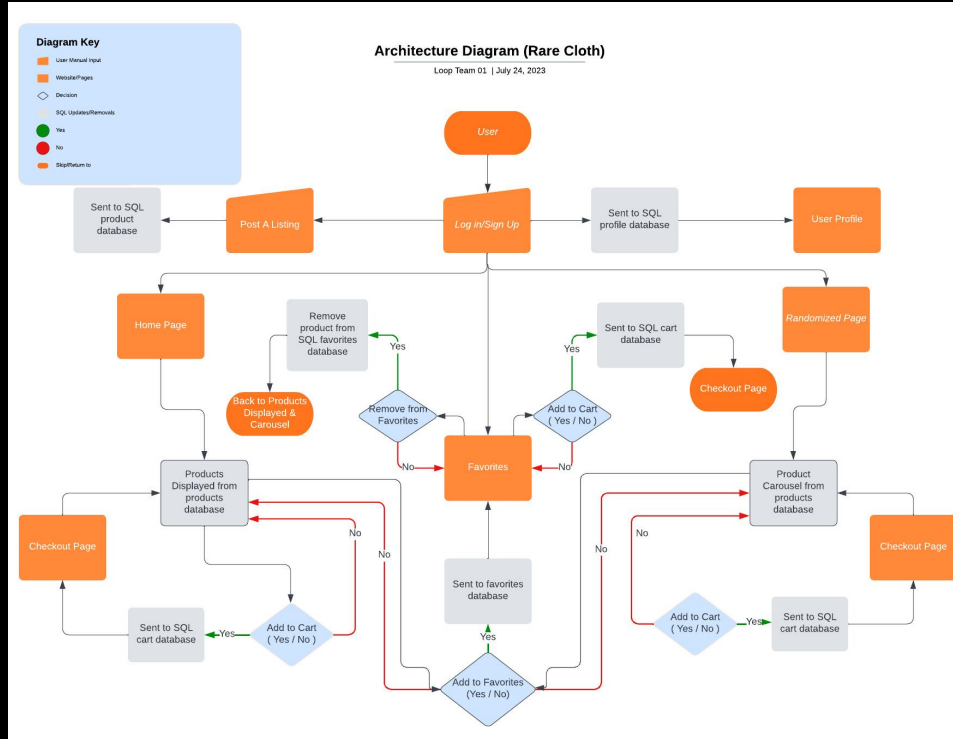 Diagram Key
User Manual Input
Website/Pages
Decision
SQL Updates/Removals
Yes
No
Skip/Return to
Architecture Diagram (Rare Cloth)
Loop Team 01 | July 24, 2023
User
Sent to SQL
product
database
Post A Listing
Log in/Sign Up
Sent to SQL
profile database
User Profile
Home Page
Remove
product from
SQL favorites
database
Sent to SQL cart
database
Randomized Page
Yes
Yes
Back to Products
Displayed &
Carousel
Remove from
Favorites
Add to Cart
( Yes / No )
Checkout Page
No
Favorites
No
Products
Displayed from
products
database
Product
Carousel from
products
database
Checkout Page
No
No
No
No
Checkout Page
Sent to favorites
database
Sent to SQL
cart database
Yes
Add to Cart
( Yes / No )
Yes
Add to Cart
( Yes / No )
Yes
Sent to SQL
cart database
Add to Favorites
(Yes / No)